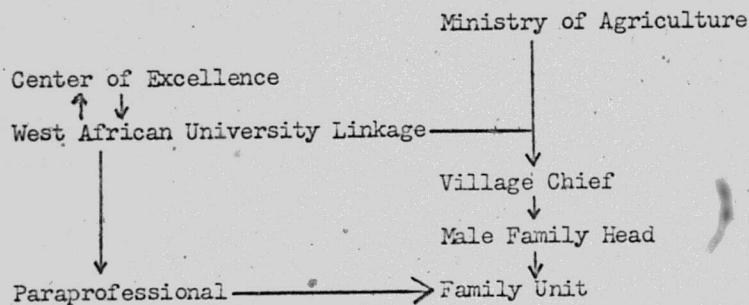 Ministry of Agriculture
Center of Excellence
West African University Linkage
Village Chief
Male Family Head
Paraprofessional
Family Unit